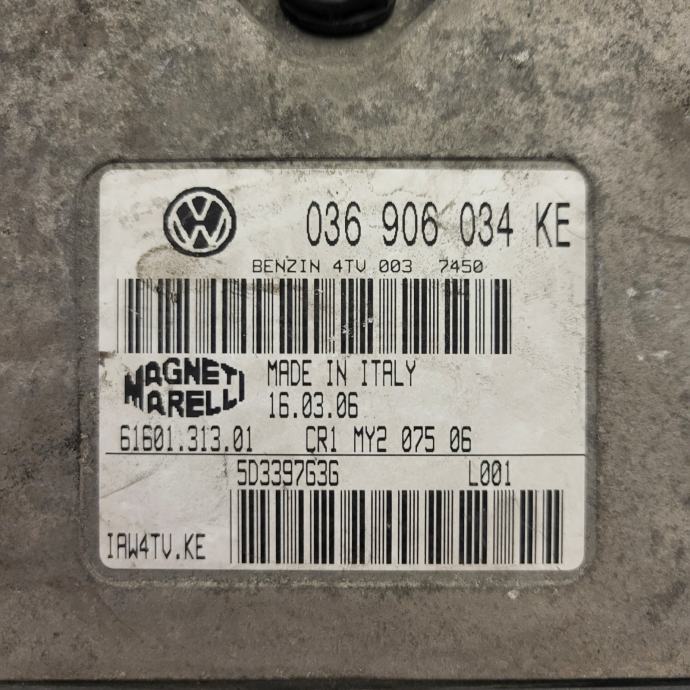 036 906 034 KE
BENZIN 4TV 003 7450
MAGNETI
MARELLI
MADE IN ITALY
16.03.06
61601.313.01 CR1 MY2 075 06
5D339763G L001
IAW4TV.KE